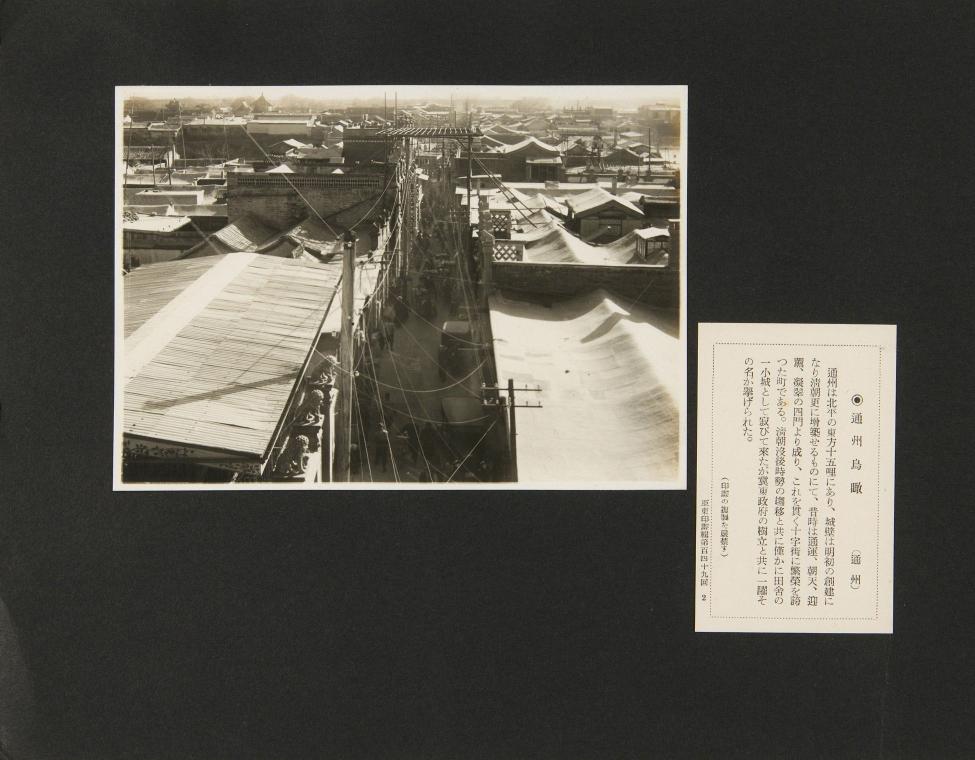 ◉通州鳥瞰 (通州)
通州は北平の東方十五哩にあり、城壁は明初の創建に
なり淸朝更に增築せるものにて、昔時は通運、朝天、迎
薰、凝翠の四門より成り、これを貫く十字街に繁榮を誇
つた町である。淸朝沒後時勢の推移と共に僅かに田舍の
一小城として寂びて來たが冀東政府の樹立と共に一躍そ
の名が擧げられた。
(印畫の複製を嚴禁す)
亞東印畫輯第百四十九回 2